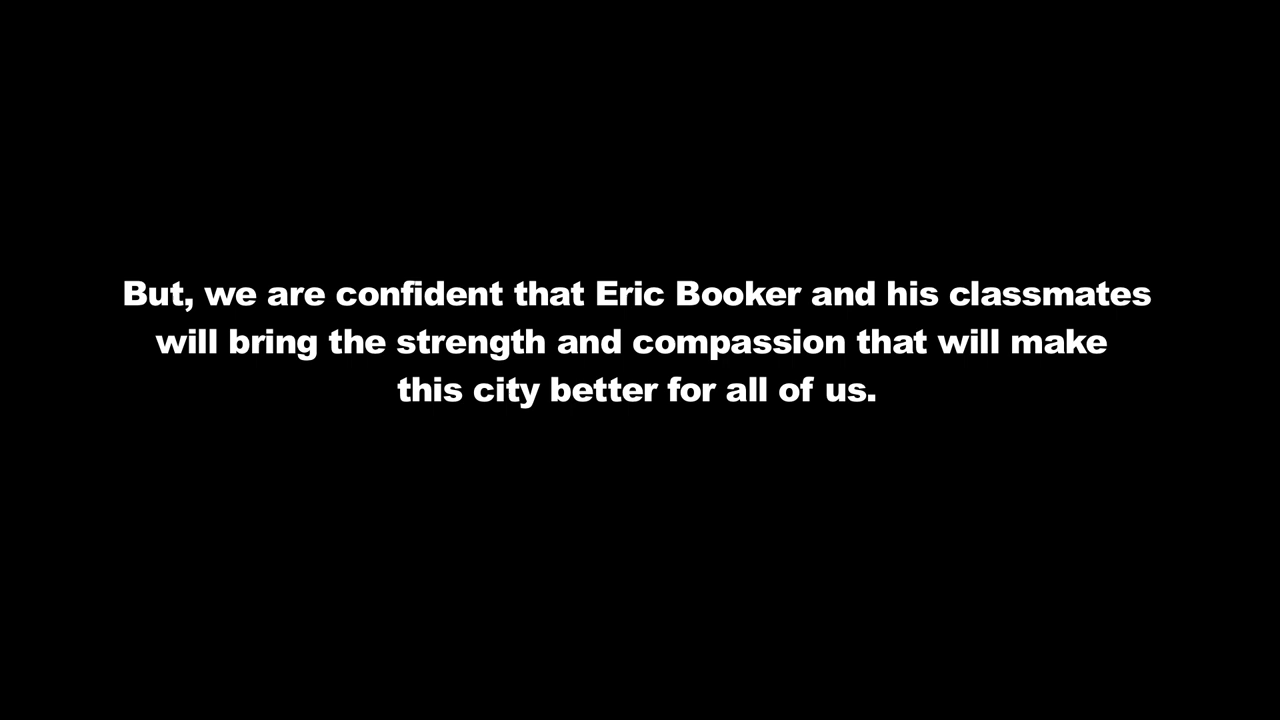 But, we are confident that Eric Booker and his classmates
will bring the strength and compassion that will make
this city better for all of us.